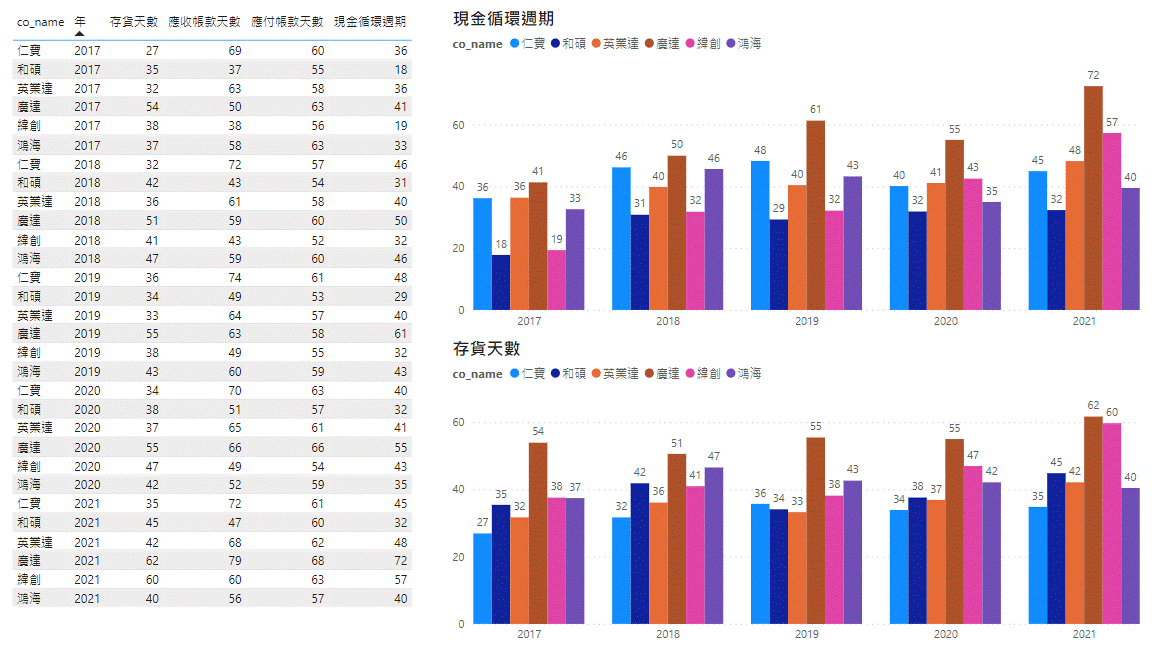 co_name 年 存貨天數 應收帳款天數 應付帳款天數 現金循環週期
仁寶 2017 27 69 60 36
和碩 2017 35 37 55 18
英業達 2017 32 63 58 36
廣達 2017 54 50 63 41
緯創 2017 38 38 56 19
鴻海 2017 37 58 63 33
仁寶 2018 32 72 57 46
和碩 2018 42 43 54 31
英業達 2018 36 61 58 40
廣達 2018 51 59 60 50
緯創 2018 41 43 52 32
鴻海 2018 47 59 60 46
仁寶 2019 36 74 61 48
和碩 2019 34 49 53 29
英業達 2019 33 64 57 40
廣達 2019 55 63 58 61
緯創 2019 38 49 55 32
鴻海 2019 43 60 59 43
仁寶 2020 34 70 63 40
和碩 2020 38 51 57 32
英業達 2020 37 65 61 41
廣達 2020 55 66 66 55
緯創 2020 47 49 54 43
鴻海 2020 42 52 59 35
仁寶 2021 35 72 61 45
和碩 2021 45 47 60 32
英業達 2021 42 68 62 48
廣達 2021 62 79 68 72
緯創 2021 60 60 63 57
鴻海 2021 40 56 57 40
現金循環週期
co_name 仁寶 和碩 英業達 廣達 緯創 鴻海
60
40
20
0
36 18 36 41 19 33
46 31 40 50 32 46
48 29 40 61 32 43
40 32 41 55 43 35
45 32 48 72 57 40
2017 2018 2019 2020 2021
存貨天數
co_name 仁寶 和碩 英業達 廣達 緯創 鴻海
60
40
20
0
27 35 32 54 38 37
32 42 36 51 41 47
36 34 33 55 38 43
34 38 37 55 47 42
35 45 42 62 60 40
2017 2018 2019 2020 2021